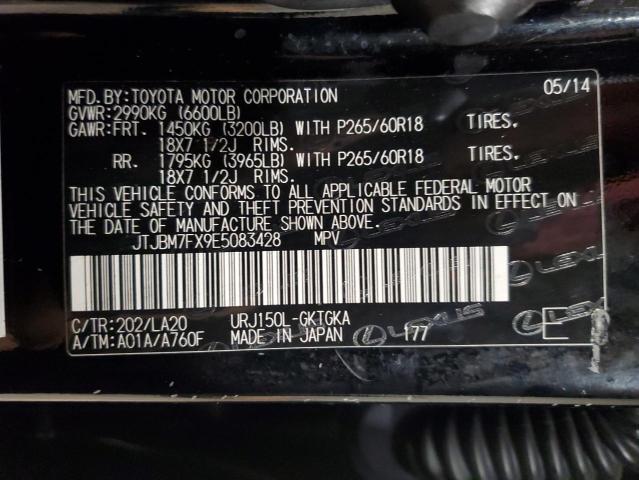 MFD.BY:TOYOTA MOTOR CORPORATION 05/14
GVWR:2990KG (6600LB)
GAWR:FRT. 1450KG (3200LB) WITH P265/60R18 TIRES.
18X7 1/2J RIMS.
RR. 1795KG (3965LB) WITH P265/60R18 TIRES.
18X7 1/2J RIMS.
THIS VEHICLE CONFORMS TO ALL APPLICABLE FEDERAL MOTOR
VEHICLE SAFETY AND THEFT PREVENTION STANDARDS IN EFFECT ON
THE DATE OF MANUFACTURE SHOWN ABOVE.
JTJBM7FX9E5083428 MPV
C/TR:202/LA20 URJ150L-GKTGKA
A/TM:A01A/A760F MADE IN JAPAN 177 E
LEXUS
LEXUS